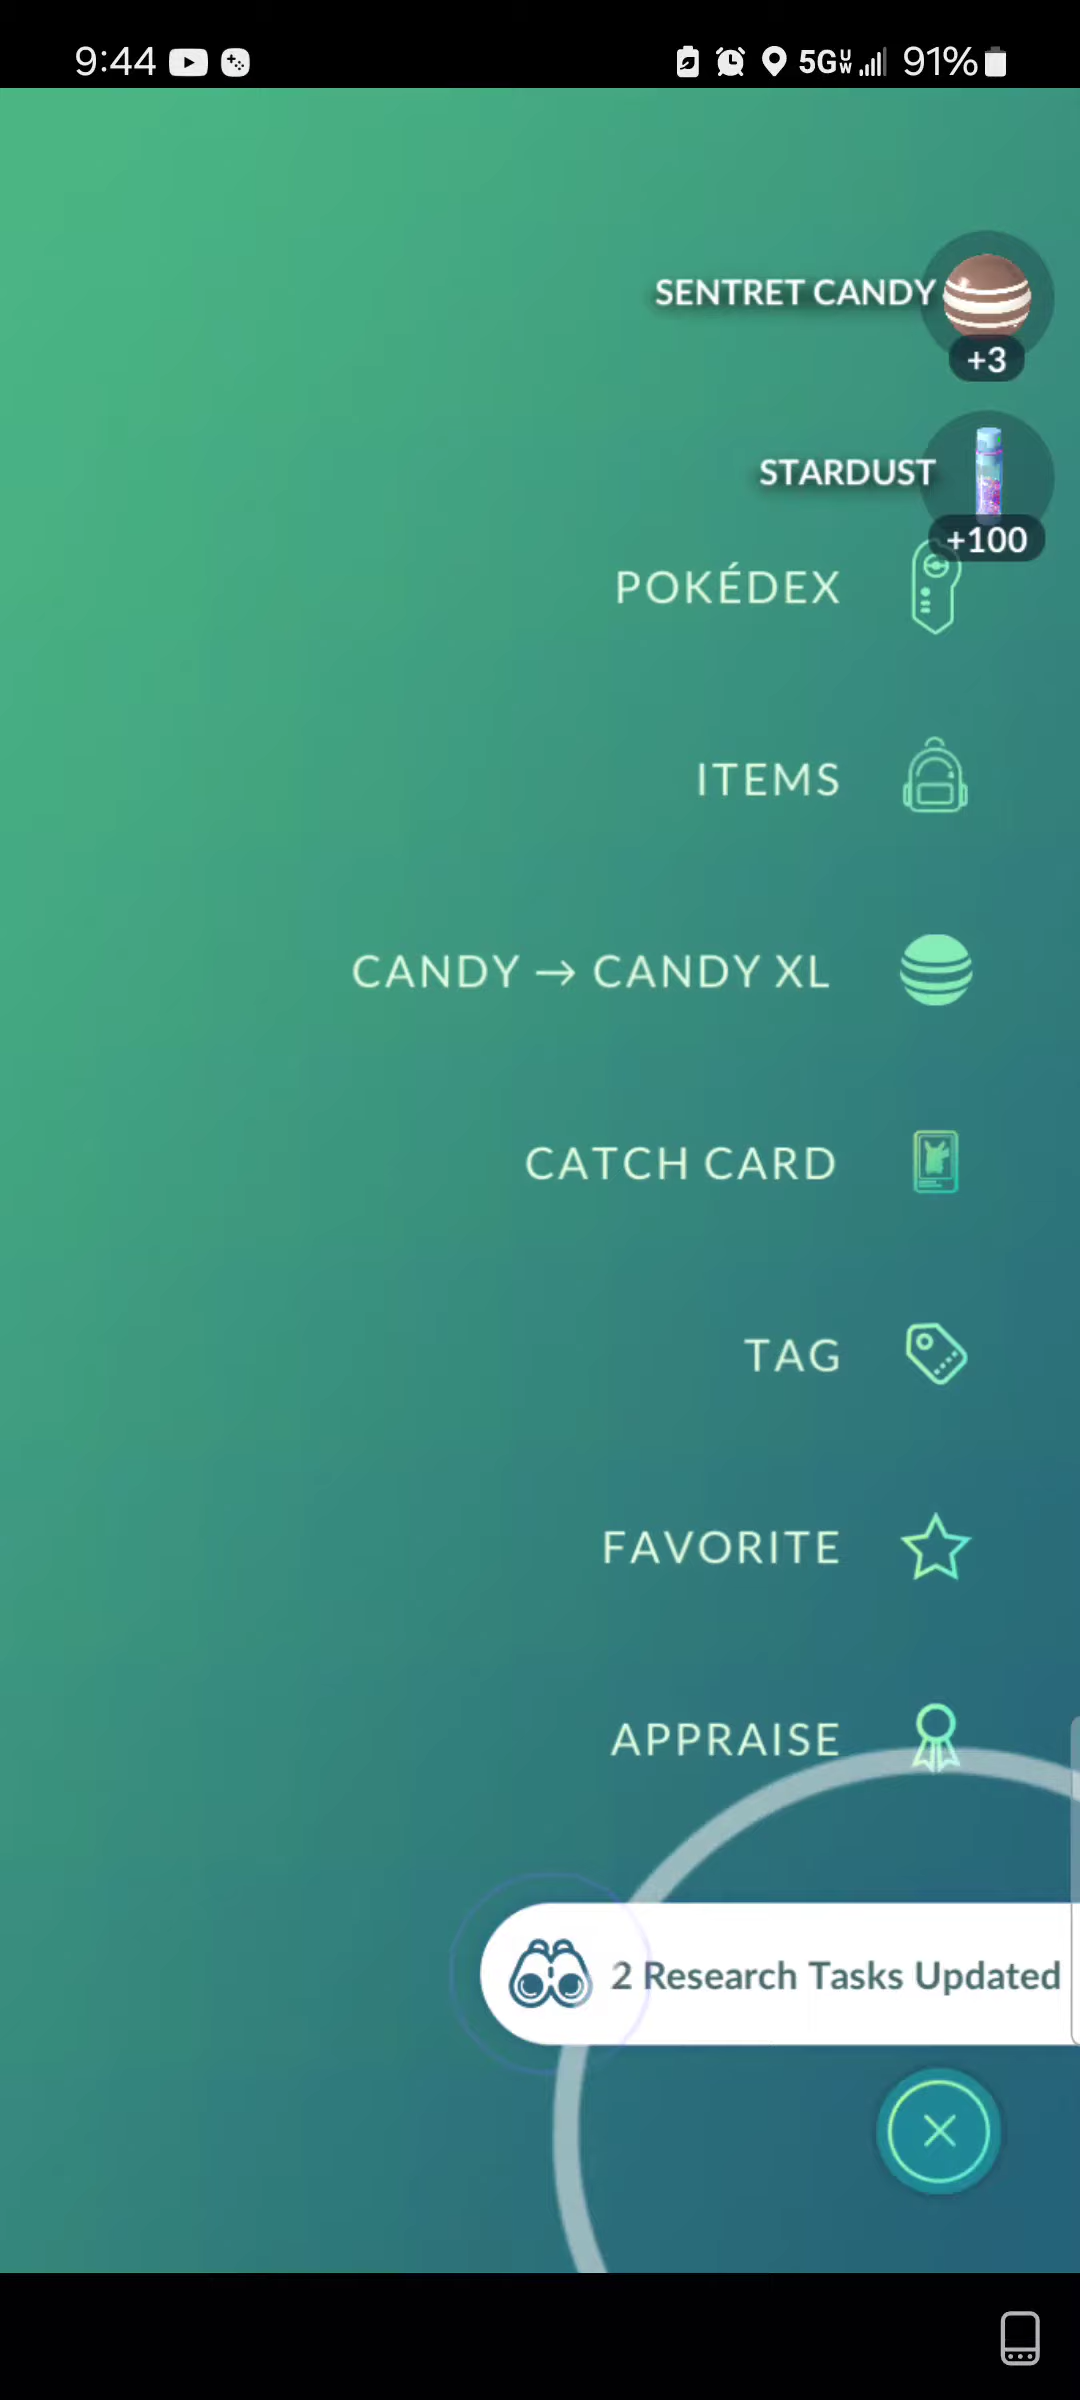 9:44
5G UW 91%
SENTRET CANDY
+3
STARDUST
+100
POKÉDEX
ITEMS
CANDY → CANDY XL
CATCH CARD
TAG
FAVORITE
APPRAISE
2 Research Tasks Updated